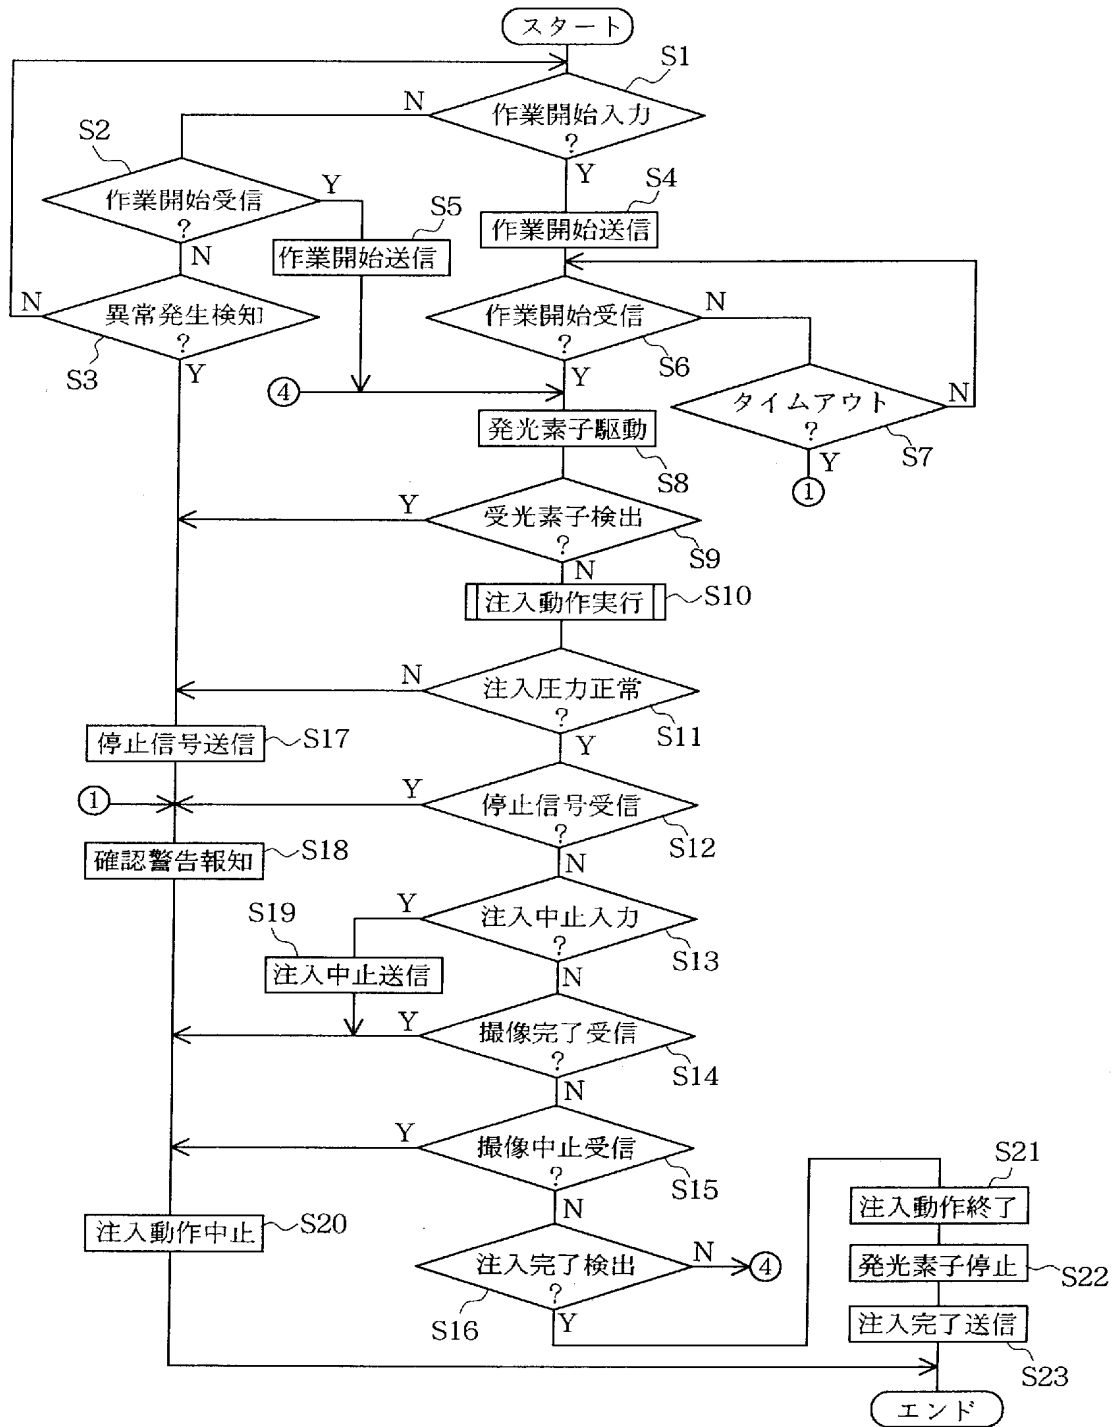 スタート
S1
N
作業開始入力
?
Y
S2
作業開始受信
?
Y
N
S5
作業開始送信
S4
作業開始送信
N
異常発生検知
?
S3
Y
作業開始受信
?
N
S6
Y
④
タイムアウト
?
N
S7
Y
①
発光素子駆動
S8
Y
受光素子検出
?
S9
N
注入動作実行
S10
N
注入圧力正常
?
S11
Y
停止信号送信
S17
①
Y
停止信号受信
?
S12
N
確認警告報知
S18
Y
注入中止入力
?
S13
N
S19
注入中止送信
Y
撮像完了受信
?
S14
N
Y
撮像中止受信
?
S15
N
注入動作中止
S20
注入完了検出
?
N
④
S16
Y
S21
注入動作終了
発光素子停止
S22
注入完了送信
S23
エンド